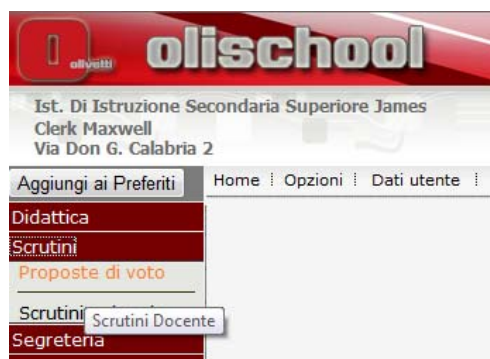 olivetti olischool
Ist. Di Istruzione Secondaria Superiore James
Clerk Maxwell
Via Don G. Calabria 2
Aggiungi ai Preferiti Home Opzioni Dati utente
Didattica
Scrutini
Proposte di voto
Scrutini
Scrutini Docente
Segreteria